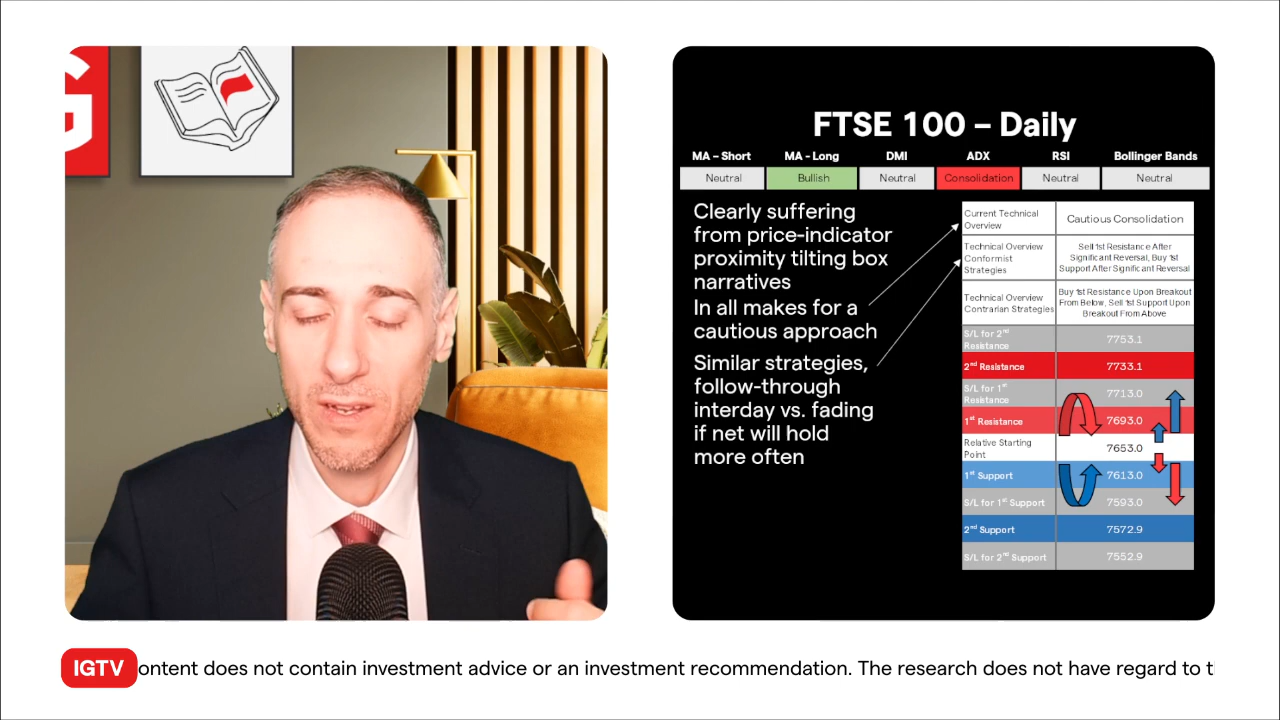 G
FTSE 100 – Daily
MA – Short MA - Long DMI ADX RSI Bollinger Bands
Neutral Bullish Neutral Consolidation Neutral Neutral
Clearly suffering
from price-indicator
proximity tilting box
narratives
In all makes for a
cautious approach
Similar strategies,
follow-through
interday vs. fading
if net will hold
more often
Current Technical
Overview
Cautious Consolidation
Technical Overview
Conformist
Strategies
Sell 1st Resistance After
Significant Reversal, Buy 1st
Support After Significant Reversal
Technical Overview
Contrarian Strategies
Buy 1st Resistance Upon Breakout
From Below, Sell 1st Support Upon
Breakout From Above
S/L for 2nd
Resistance
7753.1
2nd Resistance 7733.1
S/L for 1st
Resistance
7713.0
1st Resistance 7693.0
Relative Starting
Point
7653.0
1st Support 7613.0
S/L for 1st Support 7593.0
2nd Support 7572.9
S/L for 2nd Support 7552.9
IGTV ontent does not contain investment advice or an investment recommendation. The research does not have regard to t